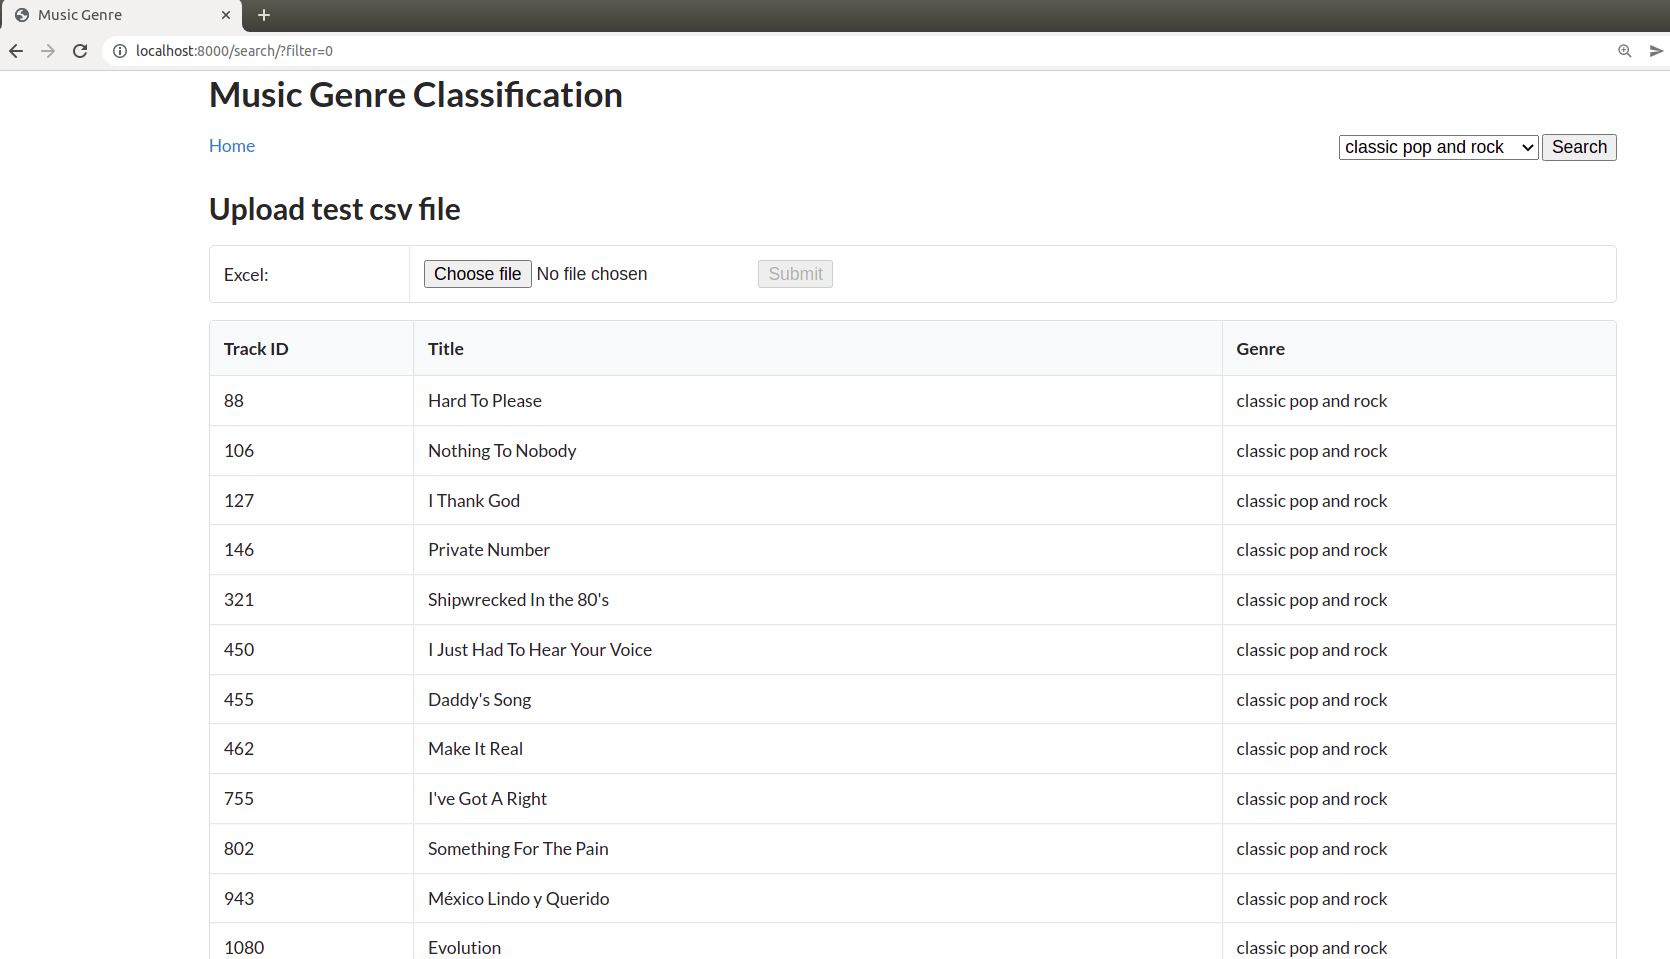 Music Genre
localhost:8000/search/?filter=0
Music Genre Classification
Home
classic pop and rock Search
Upload test csv file
Excel: Choose file No file chosen Submit
Track ID Title Genre
88 Hard To Please classic pop and rock
106 Nothing To Nobody classic pop and rock
127 I Thank God classic pop and rock
146 Private Number classic pop and rock
321 Shipwrecked In the 80's classic pop and rock
450 I Just Had To Hear Your Voice classic pop and rock
455 Daddy's Song classic pop and rock
462 Make It Real classic pop and rock
755 I've Got A Right classic pop and rock
802 Something For The Pain classic pop and rock
943 México Lindo y Querido classic pop and rock
1080 Evolution classic pop and rock